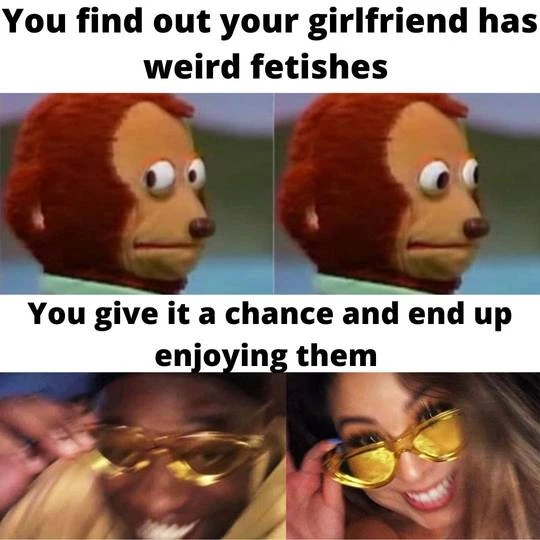 You find out your girlfriend has
weird fetishes
You give it a chance and end up
enjoying them